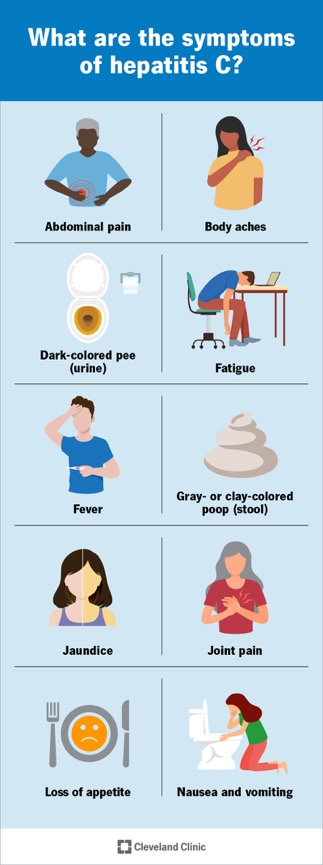 What are the symptoms
of hepatitis C?
Abdominal pain
Body aches
Dark-colored pee
(urine)
Fatigue
Fever
Gray- or clay-colored
poop (stool)
Jaundice
Joint pain
Loss of appetite
Nausea and vomiting
Cleveland Clinic